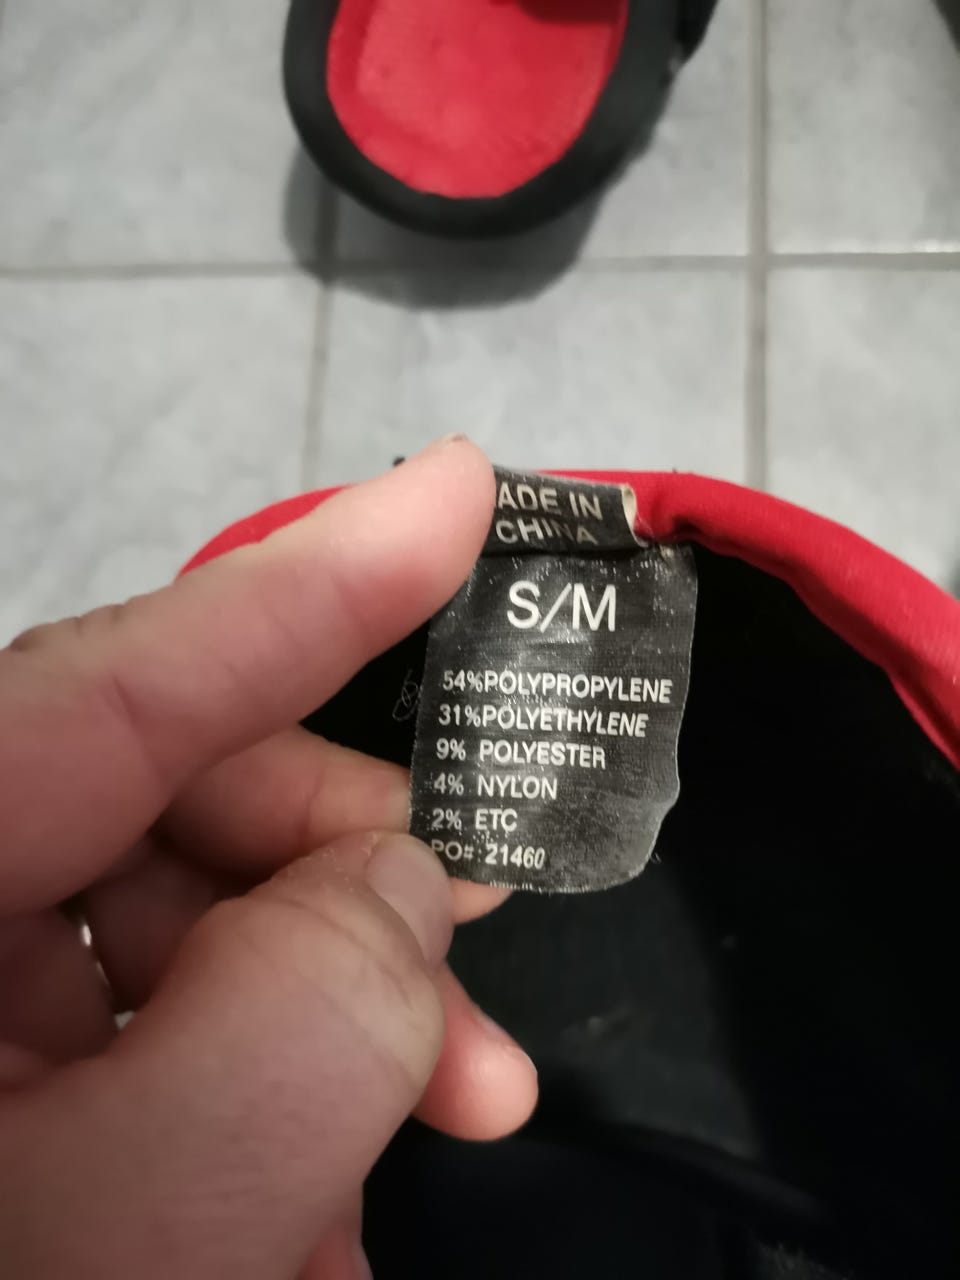 ADE IN
CHINA
S/M
54%POLYPROPYLENE
31%POLYETHYLENE
9% POLYESTER
4% NYLON
2% ETC
PO#:21460